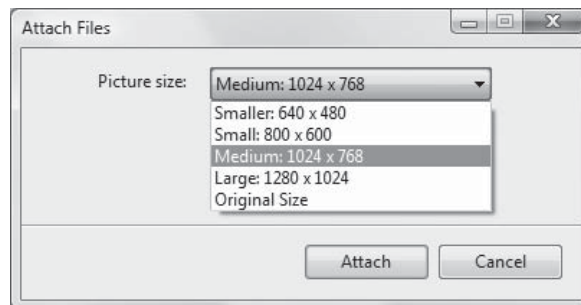 Attach Files
Picture size: Medium: 1024 x 768
Smaller: 640 x 480
Small: 800 x 600
Medium: 1024 x 768
Large: 1280 x 1024
Original Size
Attach Cancel